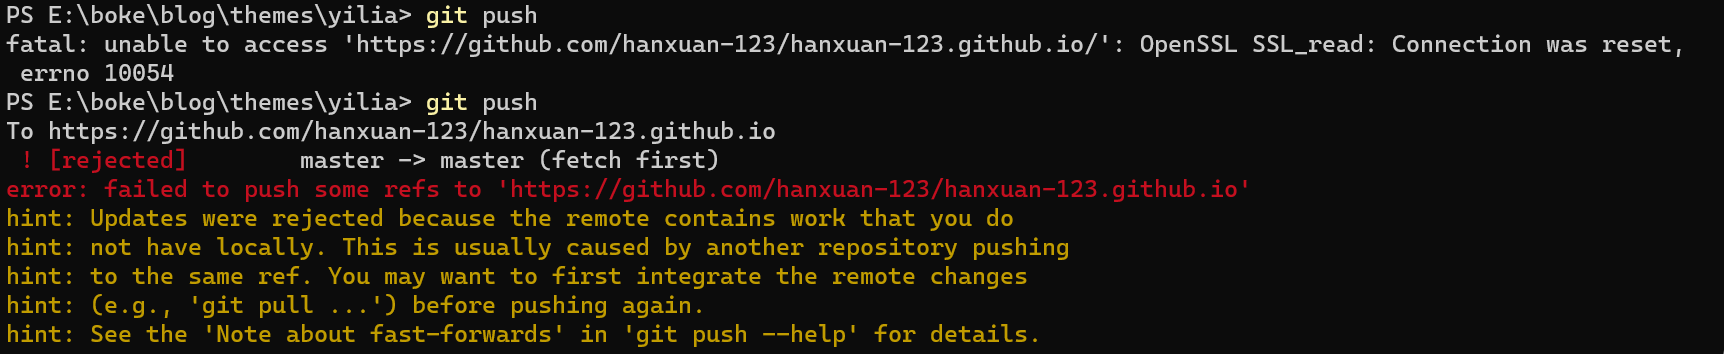 PS E:\boke\blog\themes\yilia> git push
fatal: unable to access 'https://github.com/hanxuan-123/hanxuan-123.github.io/': OpenSSL SSL_read: Connection was reset,
 errno 10054
PS E:\boke\blog\themes\yilia> git push
To https://github.com/hanxuan-123/hanxuan-123.github.io
 ! [rejected]        master -> master (fetch first)
error: failed to push some refs to 'https://github.com/hanxuan-123/hanxuan-123.github.io'
hint: Updates were rejected because the remote contains work that you do
hint: not have locally. This is usually caused by another repository pushing
hint: to the same ref. You may want to first integrate the remote changes
hint: (e.g., 'git pull ...') before pushing again.
hint: See the 'Note about fast-forwards' in 'git push --help' for details.